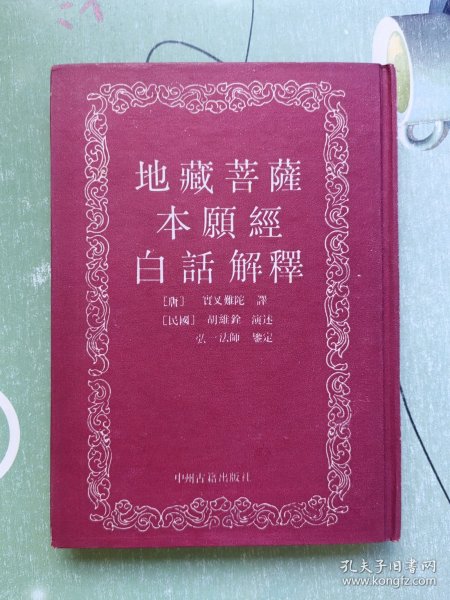 地藏菩薩
本願經
白話解釋
[唐] 實叉難陀 譯
[民國] 胡維銓 演述
弘一法師 鑒定
中州古籍出版社
孔夫子旧书网
www.kongfz.com